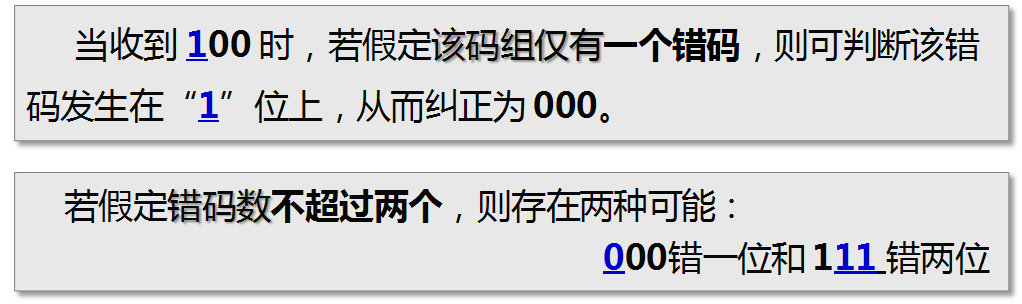 当收到 100 时，若假定该码组仅有一个错码，则可判断该错
码发生在“1”位上，从而纠正为 000。
若假定错码数不超过两个，则存在两种可能：
000错一位和 111 错两位